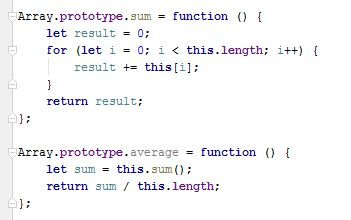 Array.prototype.sum = function () {
    let result = 0;
    for (let i = 0; i < this.length; i++) {
        result += this[i];
    }
    return result;
};

Array.prototype.average = function () {
    let sum = this.sum();
    return sum / this.length;
};